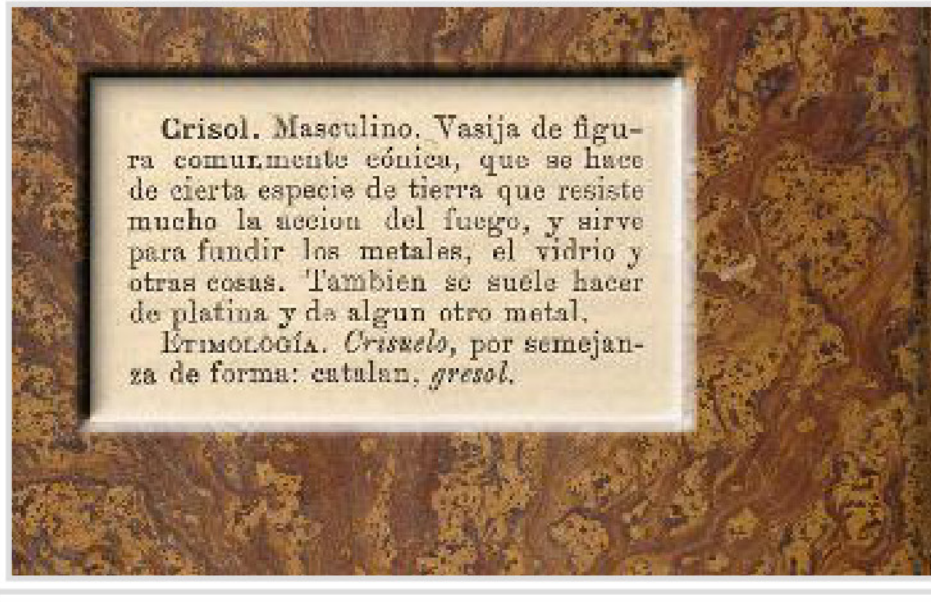 Crisol. Masculino. Vasija de figu-
ra comunmente cónica, que se hace
de cierta especie de tierra que resiste
mucho la accion del fuego, y sirve
para fundir los metales, el vidrio y
otras cosas. Tambien se suele hacer
de platina y de algun otro metal.
ETIMOLOGÍA. Crisuelo, por semejan-
za de forma: catalan, gresol.